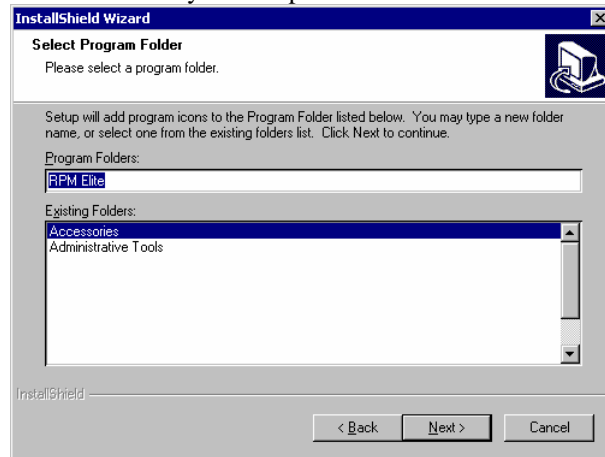 InstallShield Wizard
Select Program Folder
Please select a program folder.
Setup will add program icons to the Program Folder listed below. You may type a new folder
name, or select one from the existing folders list. Click Next to continue.
Program Folders:
RPM Elite
Existing Folders:
Accessories
Administrative Tools
InstallShield
< Back
Next >
Cancel